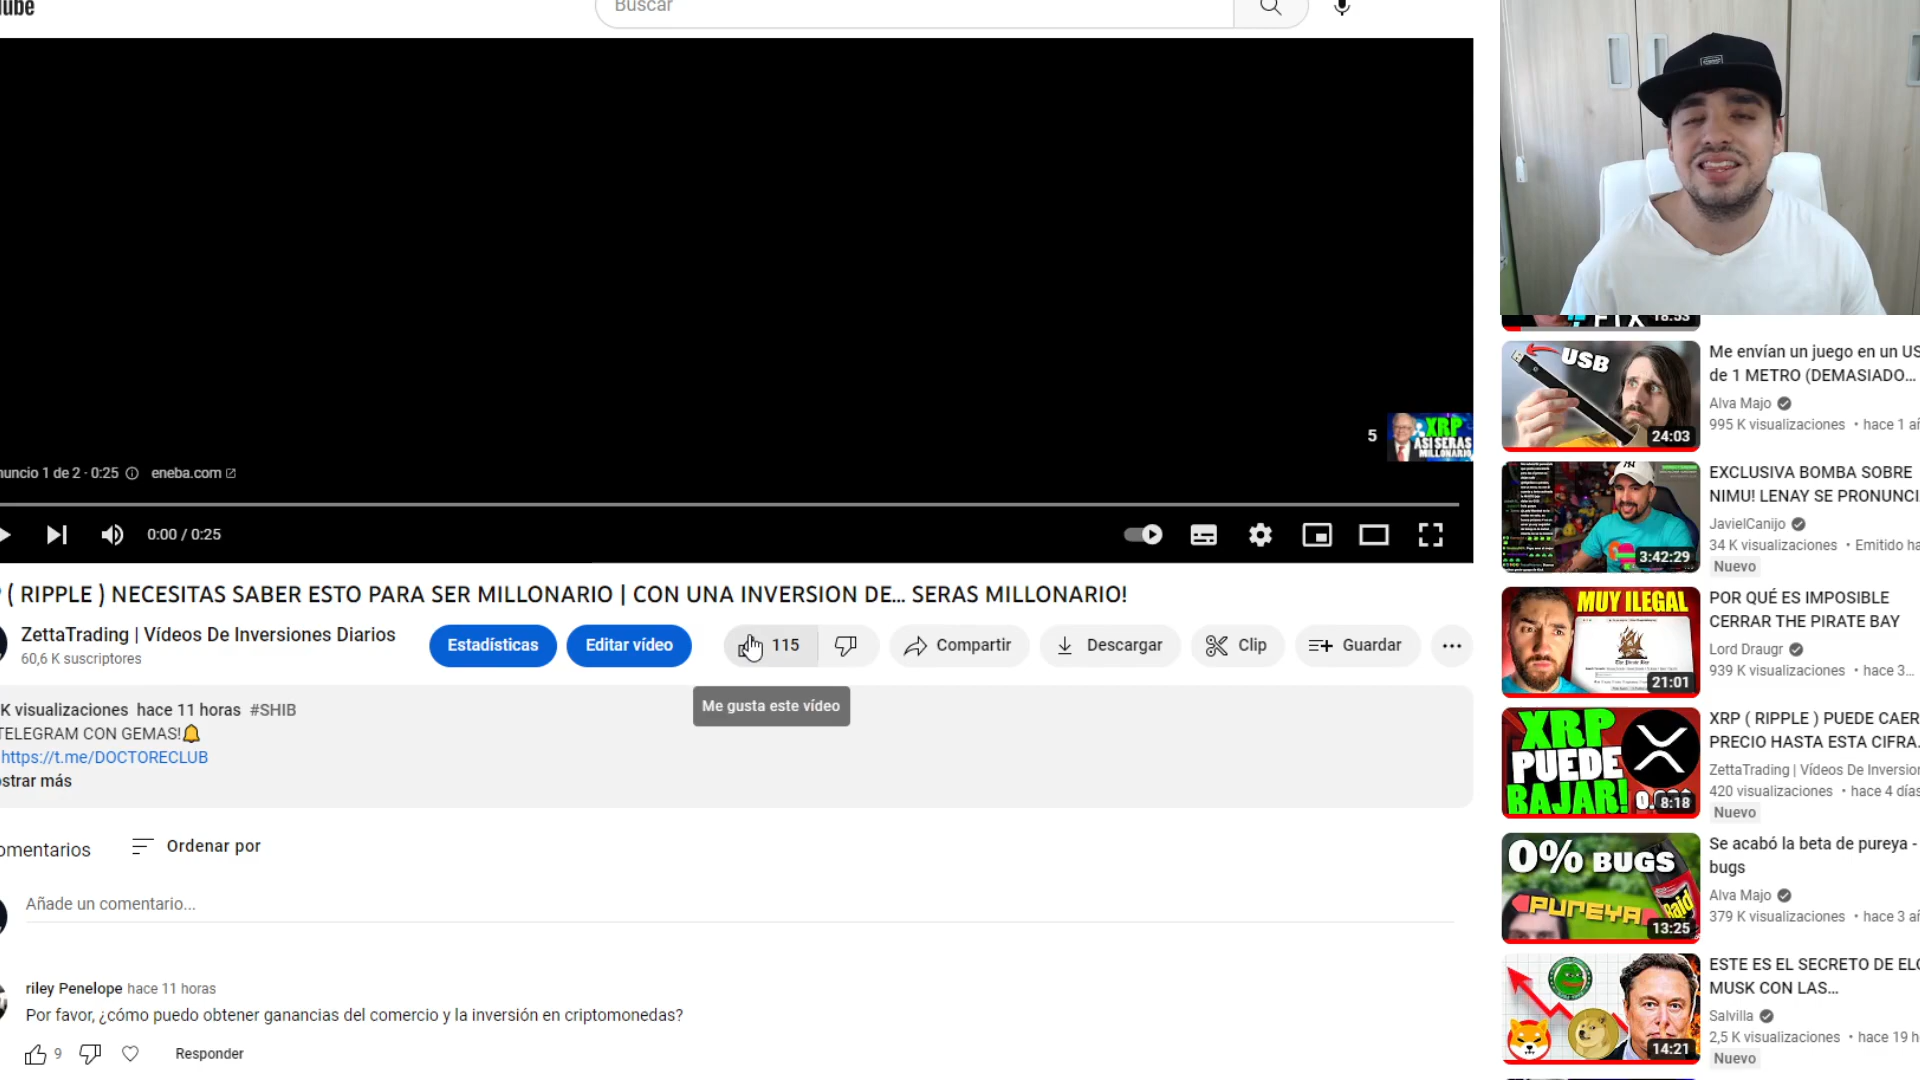 Buscar
5
XRP
ASI SERAS
MILLONARIO
1 de 2 · 0:25 eneba.com
0:00 / 0:25
( RIPPLE ) NECESITAS SABER ESTO PARA SER MILLONARIO | CON UNA INVERSION DE... SERAS MILLONARIO!
ZettaTrading | Vídeos De Inversiones Diarios
60,6 K suscriptores
Estadísticas
Editar vídeo
115
Compartir
Descargar
Clip
Guardar
Me gusta este vídeo
K visualizaciones hace 11 horas #SHIB
TELEGRAM CON GEMAS!
https://t.me/DOCTORECLUB
strar más
omentarios
Ordenar por
Añade un comentario...
riley Penelope hace 11 horas
Por favor, ¿cómo puedo obtener ganancias del comercio y la inversión en criptomonedas?
9
Responder
USB
24:03
Me envían un juego en un US
de 1 METRO (DEMASIADO...
Alva Majo
995 K visualizaciones • hace 1 añ
3:42:29
EXCLUSIVA BOMBA SOBRE
NIMU! LENAY SE PRONUNCI
JavielCanijo
34 K visualizaciones • Emitido ha
Nuevo
MUY ILEGAL
The Pirate Bay
21:01
POR QUÉ ES IMPOSIBLE
CERRAR THE PIRATE BAY
Lord Draugr
939 K visualizaciones • hace 3...
XRP
PUEDE
BAJAR!
8:18
XRP ( RIPPLE ) PUEDE CAER
PRECIO HASTA ESTA CIFRA.
ZettaTrading | Vídeos De Inversion
420 visualizaciones • hace 4 días
Nuevo
0% BUGS
PUREYA
Raid
13:25
Se acabó la beta de pureya -
bugs
Alva Majo
379 K visualizaciones • hace 3 añ
14:21
ESTE ES EL SECRETO DE ELO
MUSK CON LAS...
Salvilla
2,5 K visualizaciones • hace 19 h
Nuevo